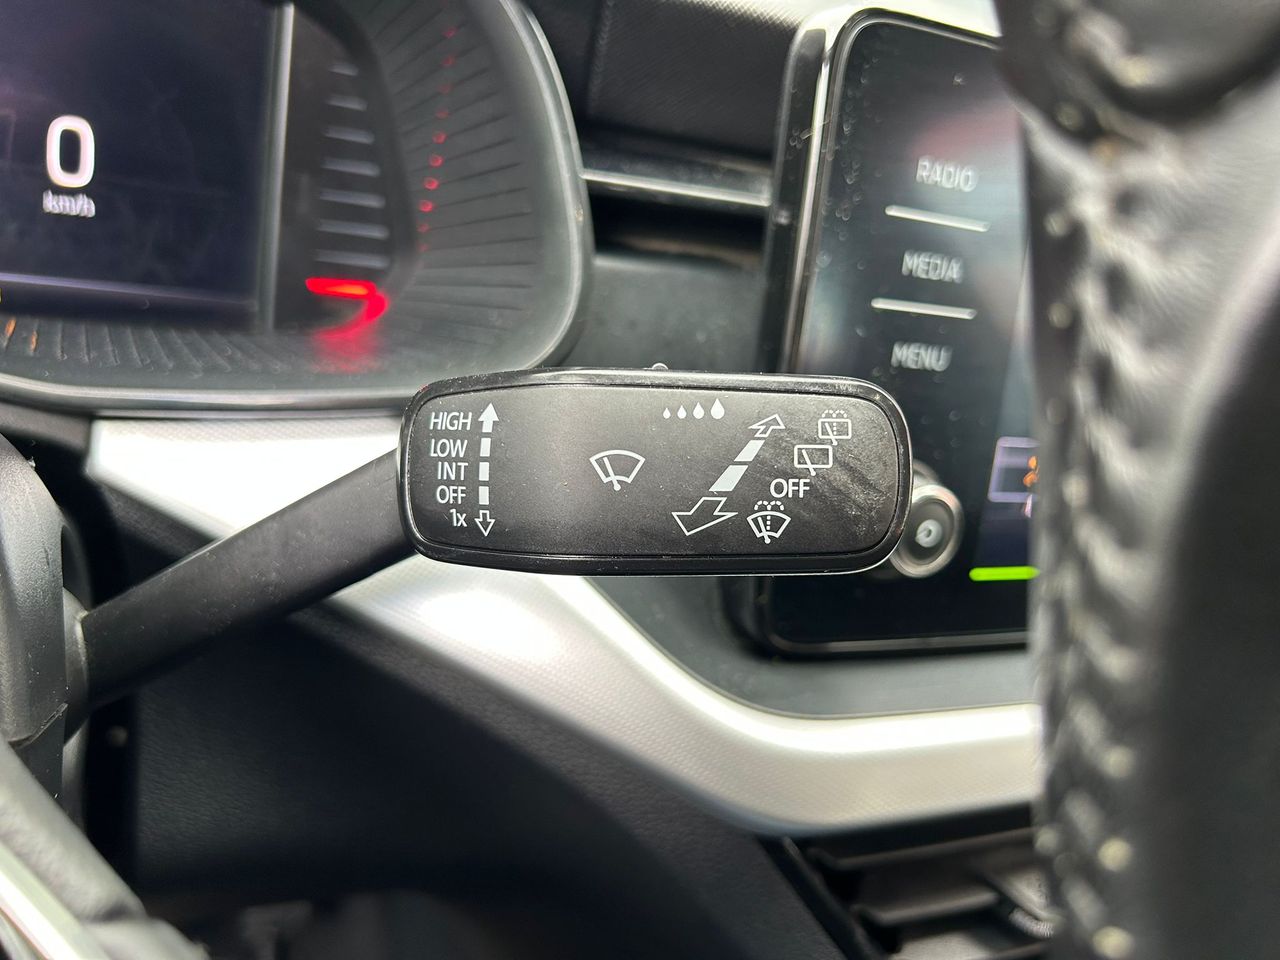 0
km/h
RADIO
MEDIA
MENU
HIGH
LOW
INT
OFF
1x
OFF